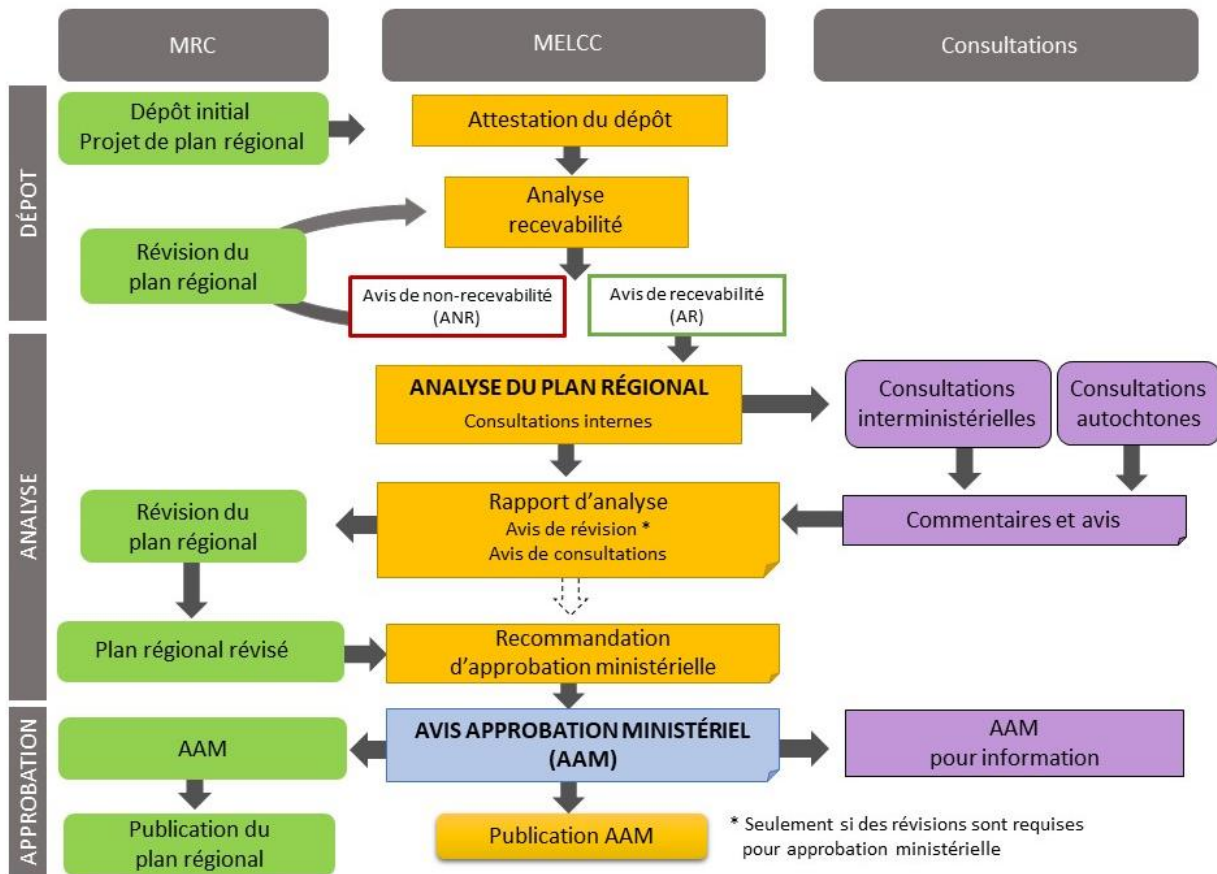 MRC
MELCC
Consultations
DÉPOT
Dépôt initial
Projet de plan régional
Attestation du dépôt
Analyse
recevabilité
Révision du
plan régional
Avis de non-recevabilité
(ANR)
Avis de recevabilité
(AR)
ANALYSE
ANALYSE DU PLAN RÉGIONAL
Consultations internes
Consultations
interministérielles
Consultations
autochtones
Révision du
plan régional
Rapport d’analyse
Avis de révision *
Avis de consultations
Commentaires et avis
Plan régional révisé
Recommandation
d’approbation ministérielle
APPROBATION
AAM
AVIS APPROBATION MINISTÉRIEL
(AAM)
AAM
pour information
Publication du
plan régional
Publication AAM
* Seulement si des révisions sont requises
pour approbation ministérielle